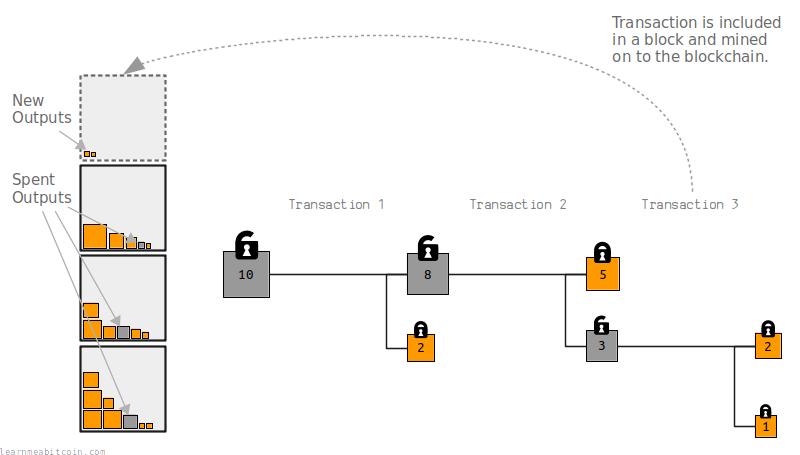 Transaction is included
in a block and mined
on to the blockchain.
New
Outputs
Spent
Outputs
Transaction 1
Transaction 2
Transaction 3
10
8
5
2
3
2
1
learnmeabitcoin.com